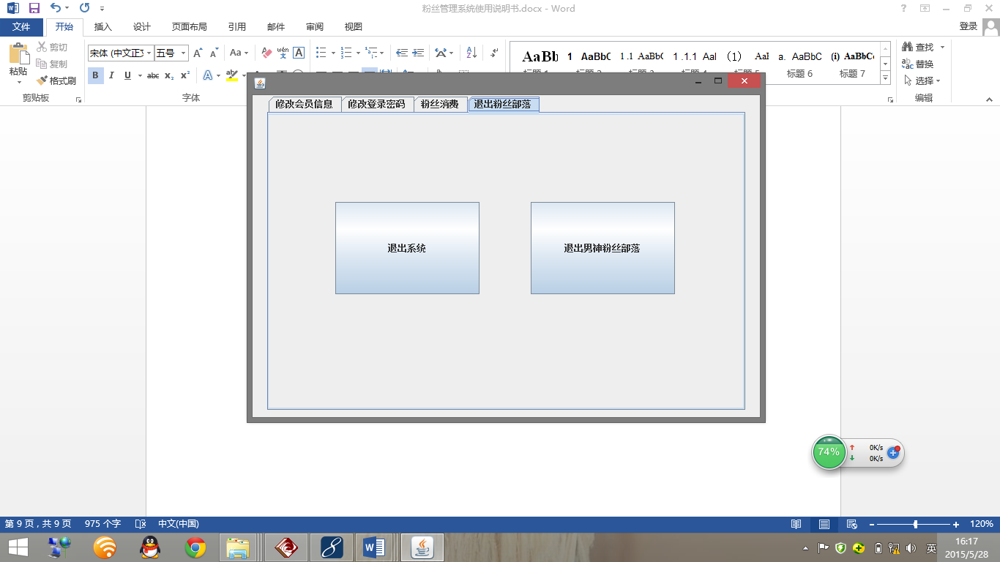 粉丝管理系统使用说明书.docx - Word
文件 开始 插入 设计 页面布局 引用 邮件 审阅 视图 登录
粘贴 剪切 复制 格式刷
宋体 (中文正 五号 A A Aa wén 文 A
B I U abc x₂ x² A aby A
AaBb 1 AaBbC 1.1 AaBbC 1.1.1 AaI (1) AaI a. AaBbC (i) AaBbC
标题 6 标题 7
查找 替换 选择
剪贴板 字体 编辑
修改会员信息 修改登录密码 粉丝消费 退出粉丝部落
退出系统 退出男神粉丝部落
74% 0K/s
0K/s
第 9 页，共 9 页 975 个字 中文(中国) 120%
英 16:17
2015/5/28